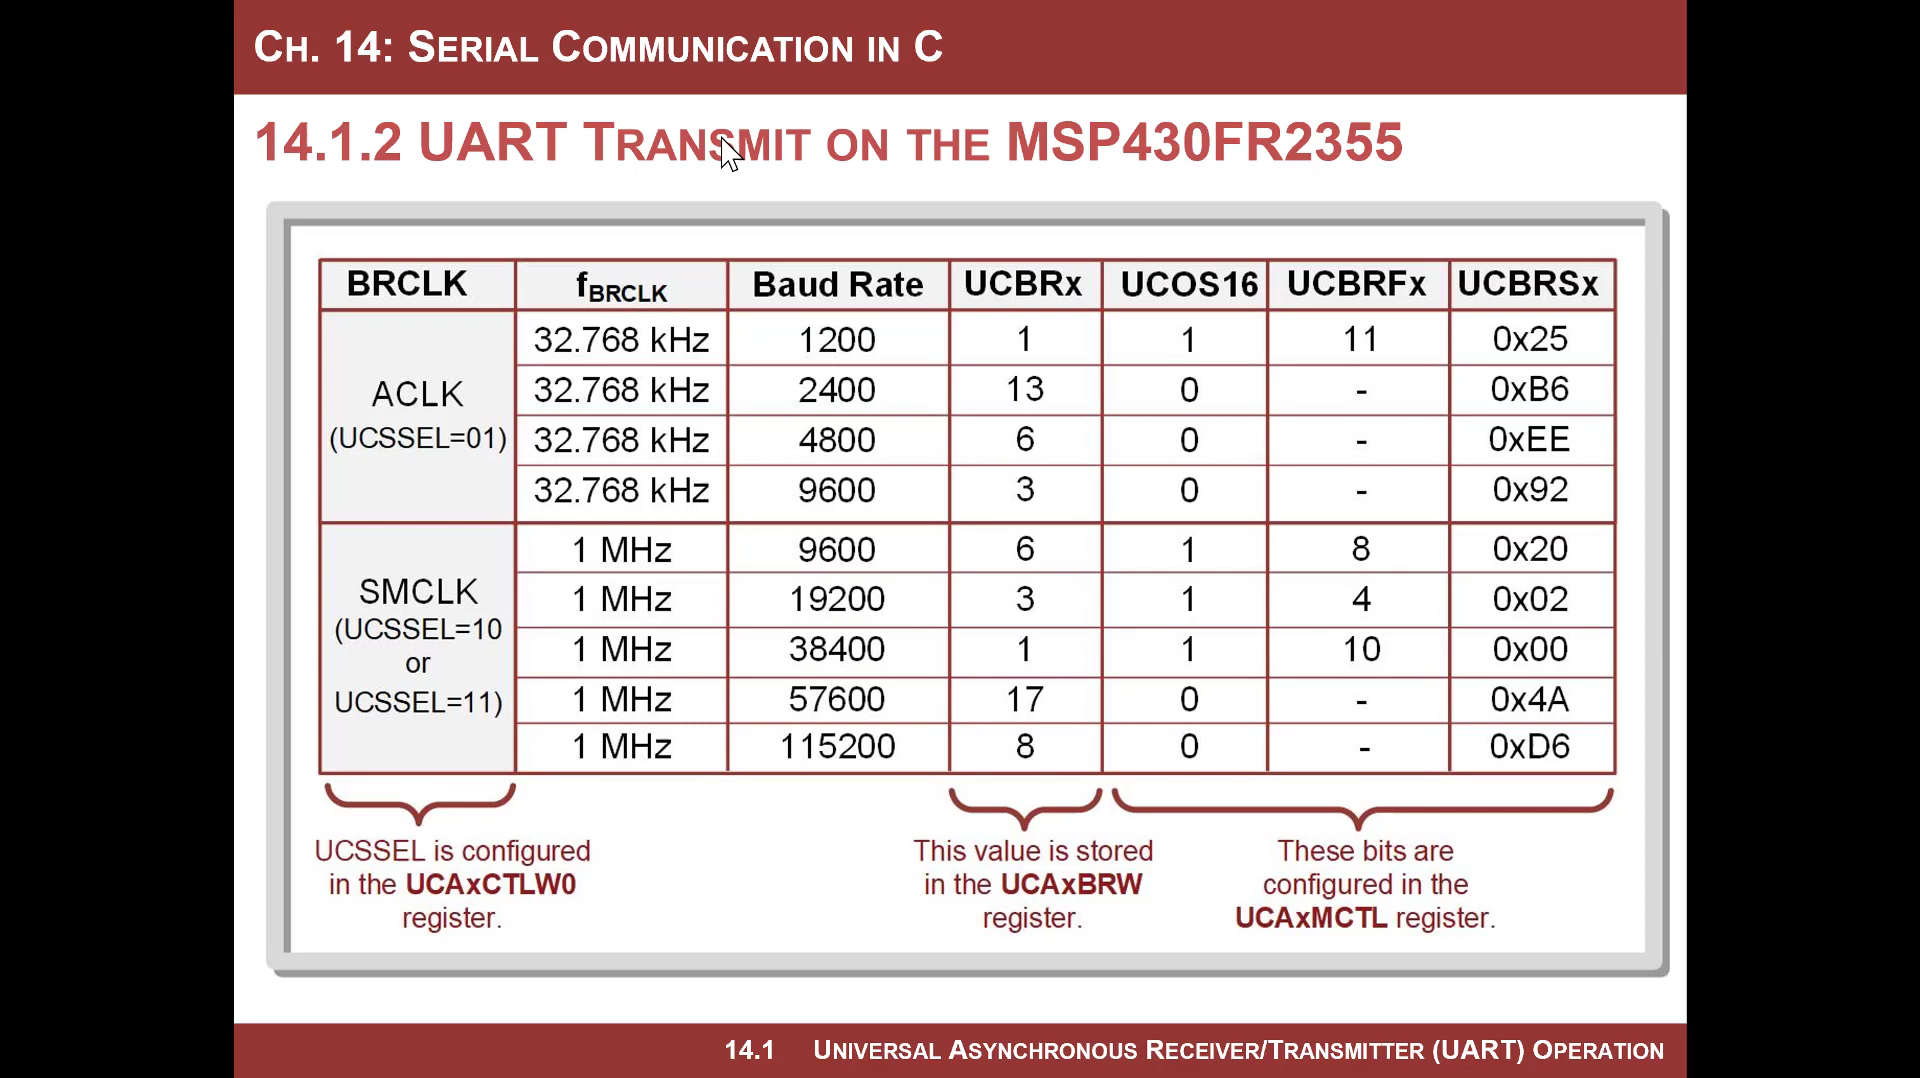 CH. 14: SERIAL COMMUNICATION IN C
14.1.2 UART TRANSMIT ON THE MSP430FR2355
BRCLK fBRCLK Baud Rate UCBRx UCOS16 UCBRFx UCBRSx
ACLK
(UCSSEL=01)
32.768 kHz 1200 1 1 11 0x25
32.768 kHz 2400 13 0 - 0xB6
32.768 kHz 4800 6 0 - 0xEE
32.768 kHz 9600 3 0 - 0x92
SMCLK
(UCSSEL=10
or
UCSSEL=11)
1 MHz 9600 6 1 8 0x20
1 MHz 19200 3 1 4 0x02
1 MHz 38400 1 1 10 0x00
1 MHz 57600 17 0 - 0x4A
1 MHz 115200 8 0 - 0xD6
UCSSEL is configured
in the UCAxCTLW0
register.
This value is stored
in the UCAxBRW
register.
These bits are
configured in the
UCAxMCTL register.
14.1 UNIVERSAL ASYNCHRONOUS RECEIVER/TRANSMITTER (UART) OPERATION